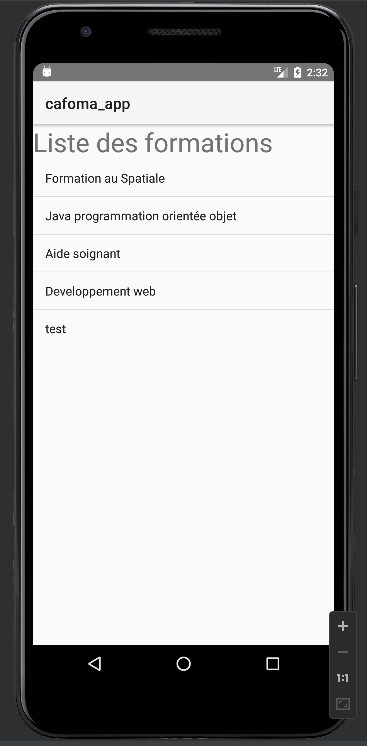 LTE 2:32
cafoma_app
Liste des formations
Formation au Spatiale
Java programmation orientée objet
Aide soignant
Developpement web
test
1:1